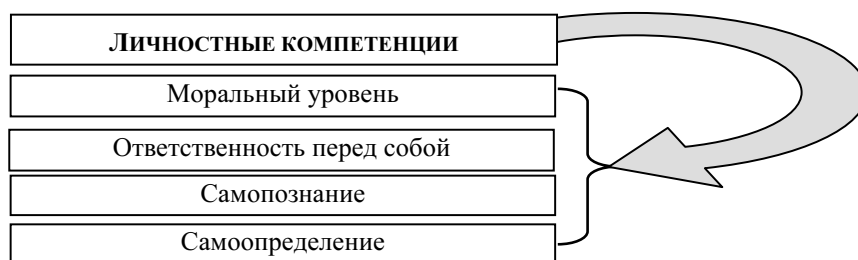 ЛИЧНОСТНЫЕ КОМПЕТЕНЦИИ
Моральный уровень
Ответственность перед собой
Самопознание
Самоопределение